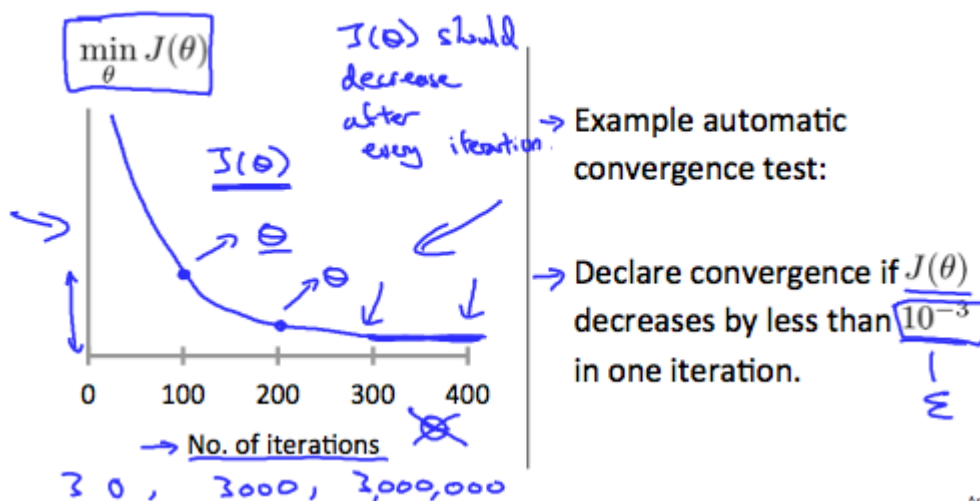 min J(θ)
θ
J(θ) should
decrease
after
every iteration.
J(θ)
θ
θ
0 100 200 300 400
θ
→ No. of iterations
30, 3000, 3,000,000
→ Example automatic
convergence test:
→ Declare convergence if J(θ)
decreases by less than 10⁻³
in one iteration.
ε